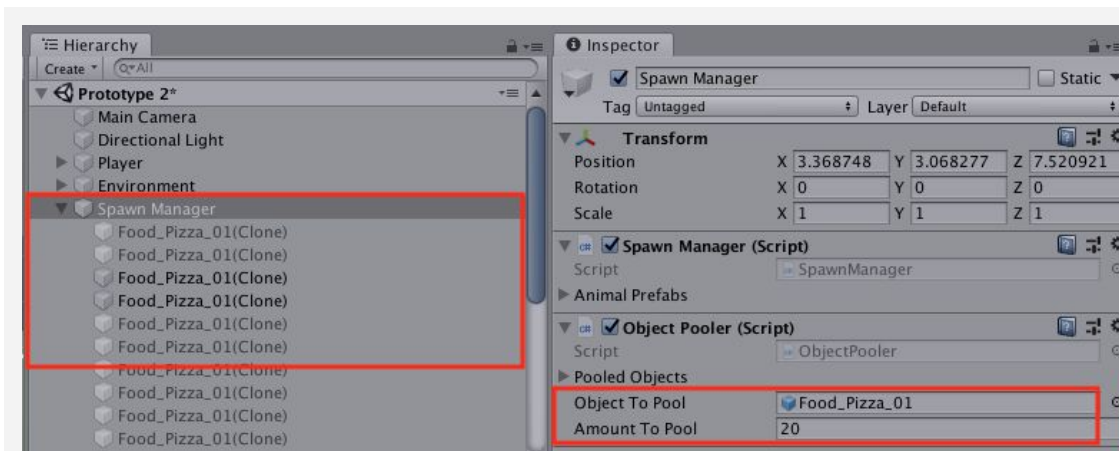 Hierarchy
Create
All
Prototype 2*
Main Camera
Directional Light
Player
Environment
Spawn Manager
Food_Pizza_01(Clone)
Food_Pizza_01(Clone)
Food_Pizza_01(Clone)
Food_Pizza_01(Clone)
Food_Pizza_01(Clone)
Food_Pizza_01(Clone)
Food_Pizza_01(Clone)
Food_Pizza_01(Clone)
Food_Pizza_01(Clone)
Food_Pizza_01(Clone)
Inspector
Spawn Manager Static
Tag Untagged Layer Default
Transform
Position X 3.368748 Y 3.068277 Z 7.520921
Rotation X 0 Y 0 Z 0
Scale X 1 Y 1 Z 1
c# Spawn Manager (Script)
Script SpawnManager
Animal Prefabs
c# Object Pooler (Script)
Script ObjectPooler
Pooled Objects
Object To Pool Food_Pizza_01
Amount To Pool 20